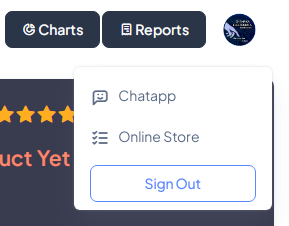 Charts Reports
Chatapp
Online Store
uct Yet
Sign Out